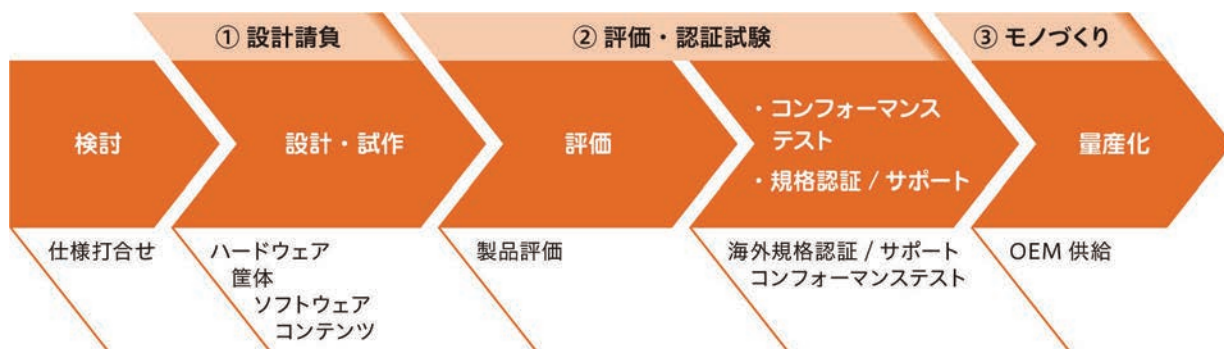 ① 設計請負
② 評価・認証試験
③ モノづくり
検討
設計・試作
評価
・コンフォーマンス
テスト
・規格認証 / サポート
量産化
仕様打合せ
ハードウェア
筐体
ソフトウェア
コンテンツ
製品評価
海外規格認証 / サポート
コンフォーマンステスト
OEM 供給